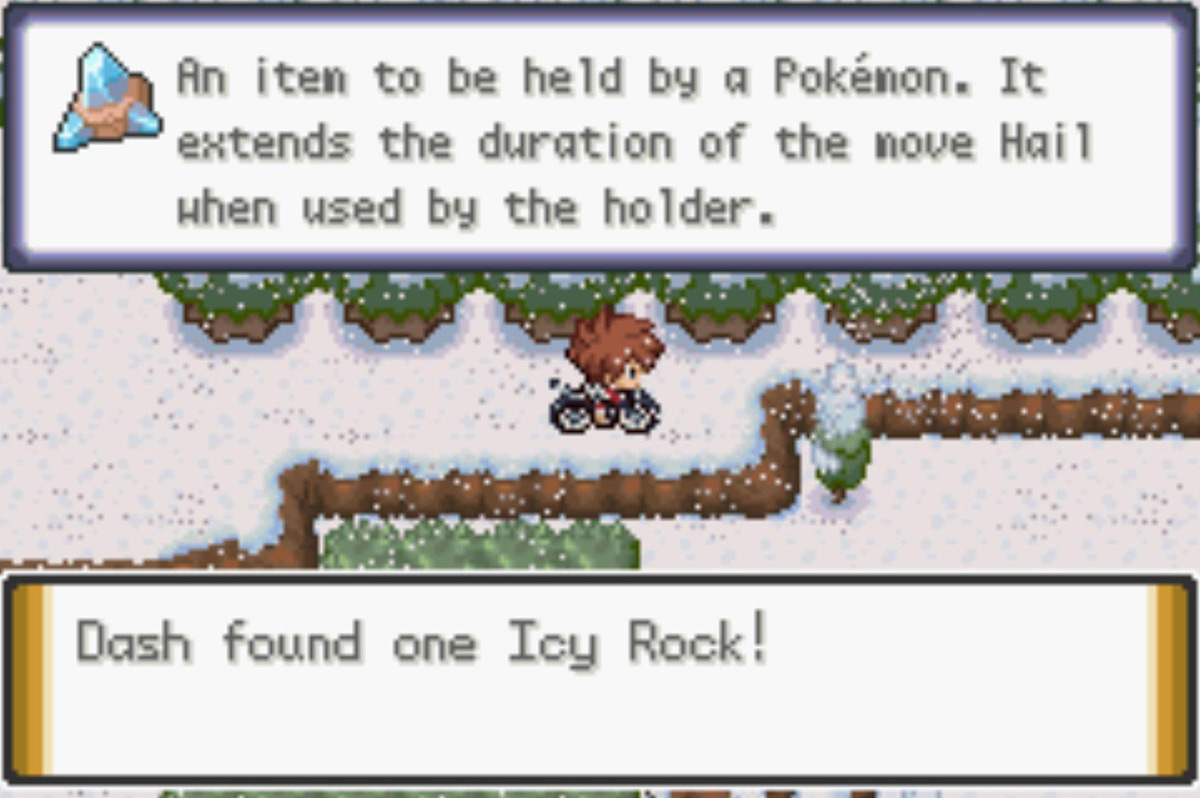 An item to be held by a Pokémon. It
extends the duration of the move Hail
when used by the holder.
Dash found one Icy Rock!